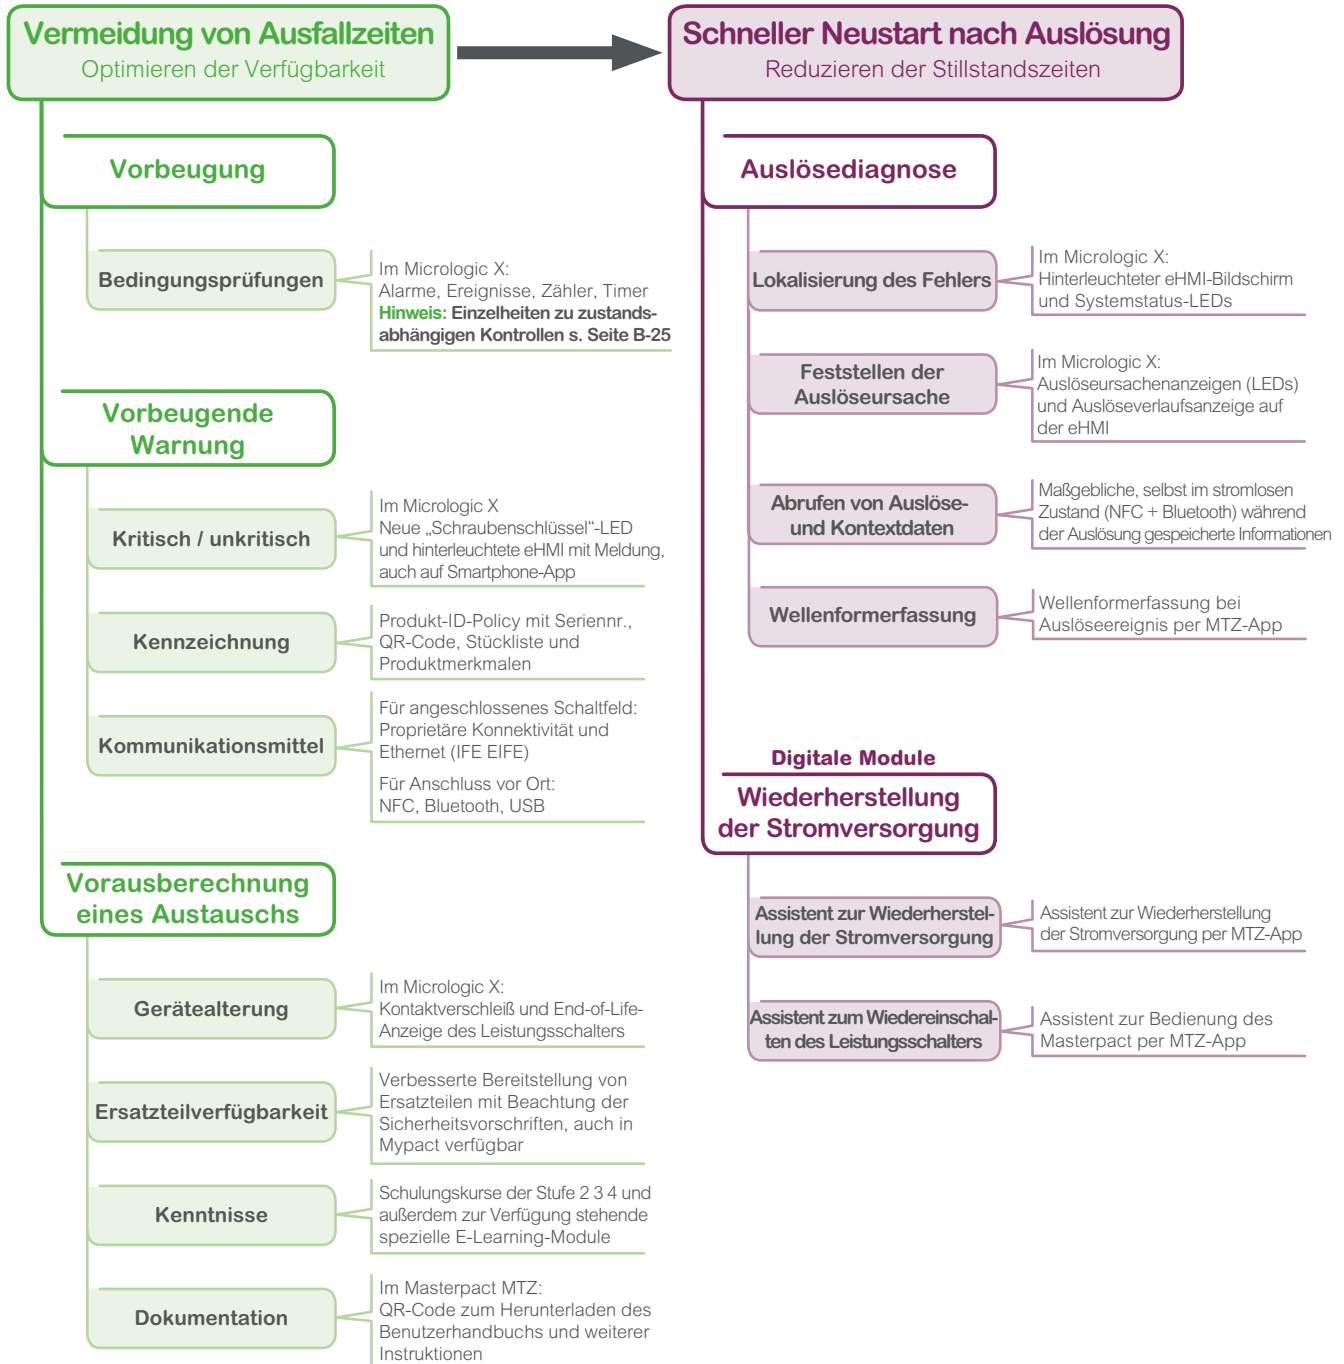 Vermeidung von Ausfallzeiten
Optimieren der Verfügbarkeit
Vorbeugung
Bedingungsprüfungen
Im Micrologic X:
Alarme, Ereignisse, Zähler, Timer
Hinweis: Einzelheiten zu zustands-
abhängigen Kontrollen s. Seite B-25
Vorbeugende
Warnung
Kritisch / unkritisch
Im Micrologic X
Neue „Schraubenschlüssel“-LED
und hinterleuchtete eHMI mit Meldung,
auch auf Smartphone-App
Kennzeichnung
Produkt-ID-Policy mit Seriennr.,
QR-Code, Stückliste und
Produktmerkmalen
Kommunikationsmittel
Für angeschlossenes Schaltfeld:
Proprietäre Konnektivität und
Ethernet (IFE EIFE)
Für Anschluss vor Ort:
NFC, Bluetooth, USB
Vorausberechnung
eines Austauschs
Gerätealterung
Im Micrologic X:
Kontaktverschleiß und End-of-Life-
Anzeige des Leistungsschalters
Ersatzteilverfügbarkeit
Verbesserte Bereitstellung von
Ersatzteilen mit Beachtung der
Sicherheitsvorschriften, auch in
Mypact verfügbar
Kenntnisse
Schulungskurse der Stufe 2 3 4 und
außerdem zur Verfügung stehende
spezielle E-Learning-Module
Dokumentation
Im Masterpact MTZ:
QR-Code zum Herunterladen des
Benutzerhandbuchs und weiterer
Instruktionen
Schneller Neustart nach Auslösung
Reduzieren der Stillstandszeiten
Auslösediagnose
Lokalisierung des Fehlers
Im Micrologic X:
Hinterleuchteter eHMI-Bildschirm
und Systemstatus-LEDs
Feststellen der
Auslöseursache
Im Micrologic X:
Auslöseursachenanzeigen (LEDs)
und Auslöseverlaufsanzeige auf
der eHMI
Abrufen von Auslöse-
und Kontextdaten
Maßgebliche, selbst im stromlosen
Zustand (NFC + Bluetooth) während
der Auslösung gespeicherte Informationen
Wellenformerfassung
Wellenformerfassung bei
Auslöseereignis per MTZ-App
Digitale Module
Wiederherstellung
der Stromversorgung
Assistent zur Wiederherstel-
lung der Stromversorgung
Assistent zur Wiederherstellung
der Stromversorgung per MTZ-App
Assistent zum Wiedereinschal-
ten des Leistungsschalters
Assistent zur Bedienung des
Masterpact per MTZ-App